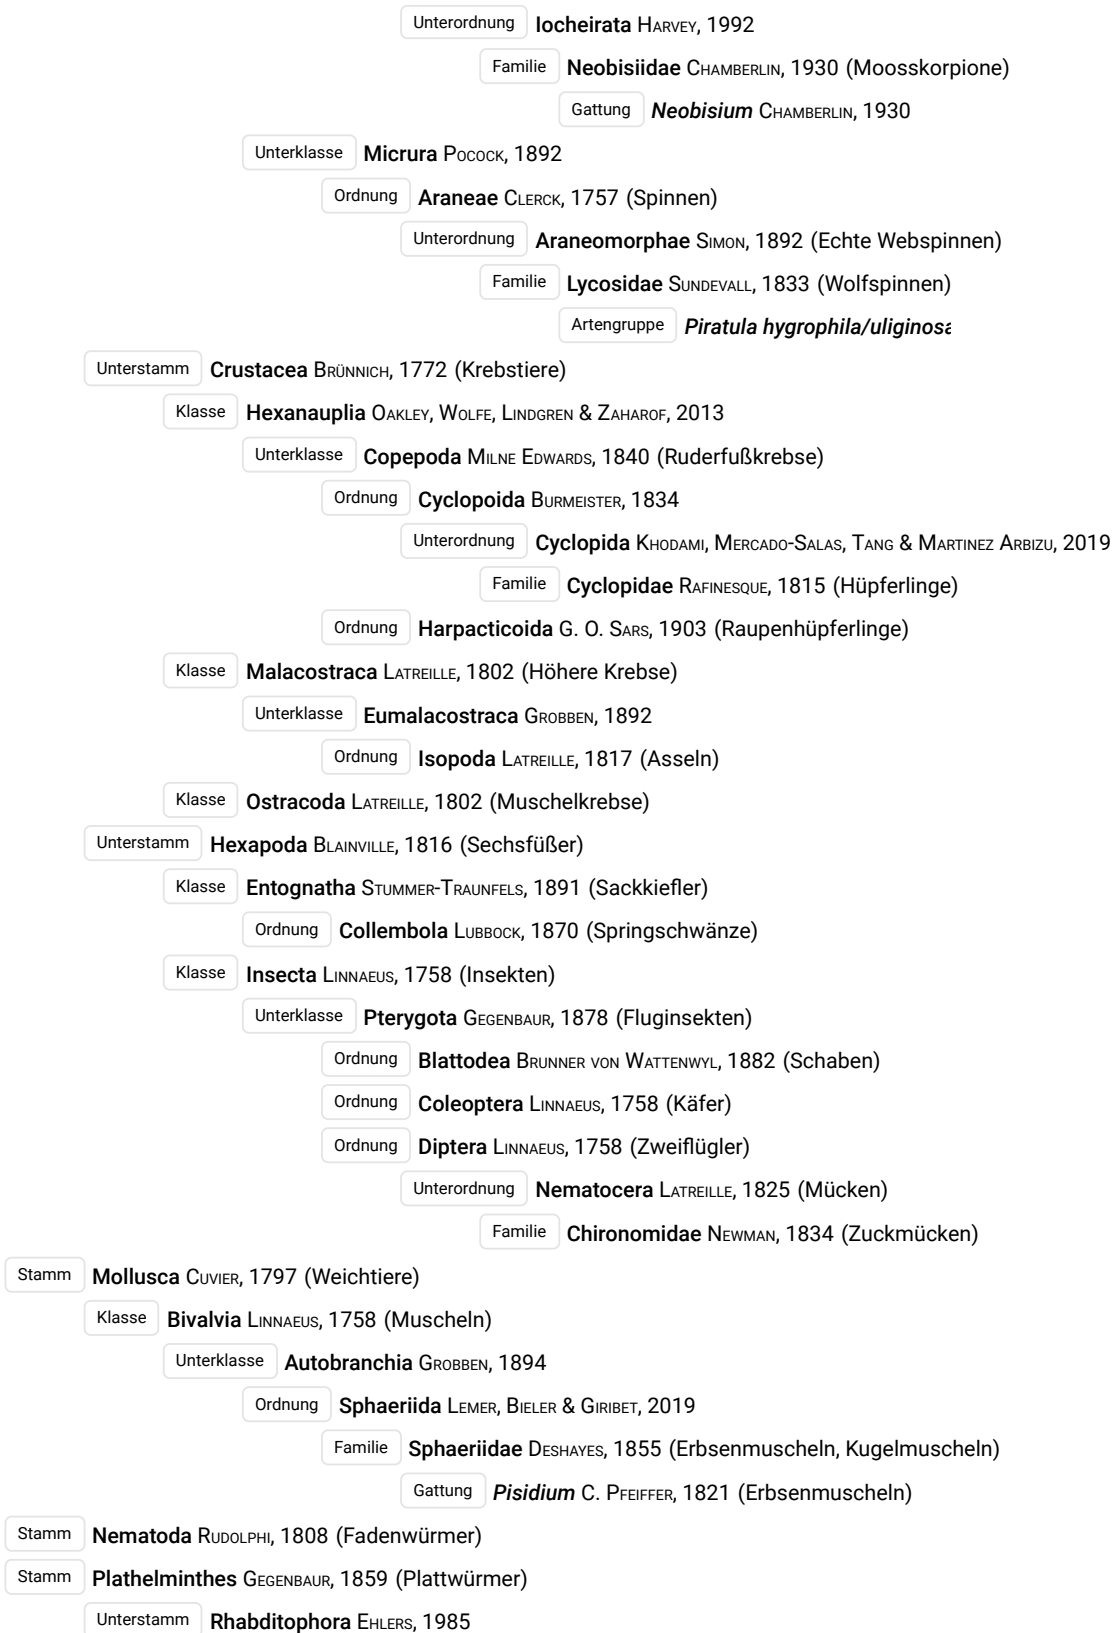 Unterordnung Iocheirata Harvey, 1992
Familie Neobisiidae Chamberlin, 1930 (Moosskorpione)
Gattung Neobisium Chamberlin, 1930
Unterklasse Micrura Pocock, 1892
Ordnung Araneae Clerck, 1757 (Spinnen)
Unterordnung Araneomorphae Simon, 1892 (Echte Webspinnen)
Familie Lycosidae Sundevall, 1833 (Wolfspinnen)
Artengruppe Piratula hygrophila/uliginosa
Unterstamm Crustacea Brünnich, 1772 (Krebstiere)
Klasse Hexanauplia Oakley, Wolfe, Lindgren & Zaharof, 2013
Unterklasse Copepoda Milne Edwards, 1840 (Ruderfußkrebse)
Ordnung Cyclopoida Burmeister, 1834
Unterordnung Cyclopida Khodami, Mercado-Salas, Tang & Martinez Arbizu, 2019
Familie Cyclopidae Rafinesque, 1815 (Hüpferlinge)
Ordnung Harpacticoida G. O. Sars, 1903 (Raupenhüpferlinge)
Klasse Malacostraca Latreille, 1802 (Höhere Krebse)
Unterklasse Eumalacostraca Grobben, 1892
Ordnung Isopoda Latreille, 1817 (Asseln)
Klasse Ostracoda Latreille, 1802 (Muschelkrebse)
Unterstamm Hexapoda Blainville, 1816 (Sechsfüßer)
Klasse Entognatha Stummer-Traunfels, 1891 (Sackkiefler)
Ordnung Collembola Lubbock, 1870 (Springschwänze)
Klasse Insecta Linnaeus, 1758 (Insekten)
Unterklasse Pterygota Gegenbaur, 1878 (Fluginsekten)
Ordnung Blattodea Brunner von Wattenwyl, 1882 (Schaben)
Ordnung Coleoptera Linnaeus, 1758 (Käfer)
Ordnung Diptera Linnaeus, 1758 (Zweiflügler)
Unterordnung Nematocera Latreille, 1825 (Mücken)
Familie Chironomidae Newman, 1834 (Zuckmücken)
Stamm Mollusca Cuvier, 1797 (Weichtiere)
Klasse Bivalvia Linnaeus, 1758 (Muscheln)
Unterklasse Autobranchia Grobben, 1894
Ordnung Sphaeriida Lemer, Bieler & Giribet, 2019
Familie Sphaeriidae Deshayes, 1855 (Erbsenmuscheln, Kugelmuscheln)
Gattung Pisidium C. Pfeiffer, 1821 (Erbsenmuscheln)
Stamm Nematoda Rudolphi, 1808 (Fadenwürmer)
Stamm Plathelminthes Gegenbaur, 1859 (Plattwürmer)
Unterstamm Rhabditophora Ehlers, 1985